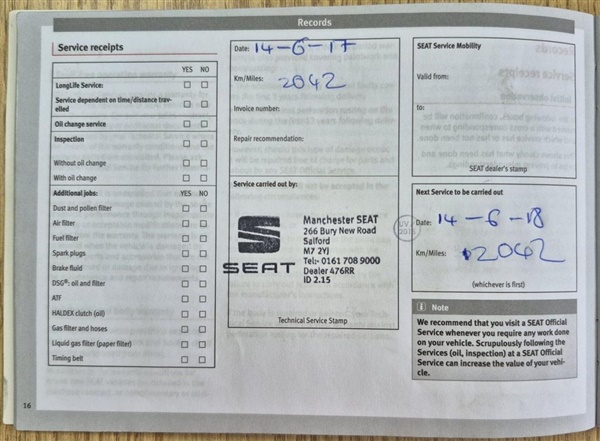 Records
Service receipts
YES NO
LongLife Service:
Service dependent on time/distance trav-
elled
Oil change service
Inspection
Without oil change
With oil change
Additional jobs: YES NO
Dust and pollen filter
Air filter
Fuel filter
Spark plugs
Brake fluid
DSG®: oil and filter
ATF
HALDEX clutch (oil)
Gas filter and hoses
Liquid gas filter (paper filter)
Timing belt
16
Date: 14-6-17
Km/Miles: 2042
Invoice number:
Repair recommendation:
Service carried out by:
SEAT
Manchester SEAT
266 Bury New Road
Salford
M7 2YJ
Tel:- 0161 708 9000
Dealer 476RR
ID 2.15
Technical Service Stamp
SEAT Service Mobility
Valid from:
to:
SEAT dealer's stamp
Next Service to be carried out
Date: 14-6-18
Km/Miles: 12042
(whichever is first)
i Note
We recommend that you visit a SEAT Official
Service whenever you require any work done
on your vehicle. Scrupulously following the
Services (oil, inspection) at a SEAT Official
Service can increase the value of your vehi-
cle.